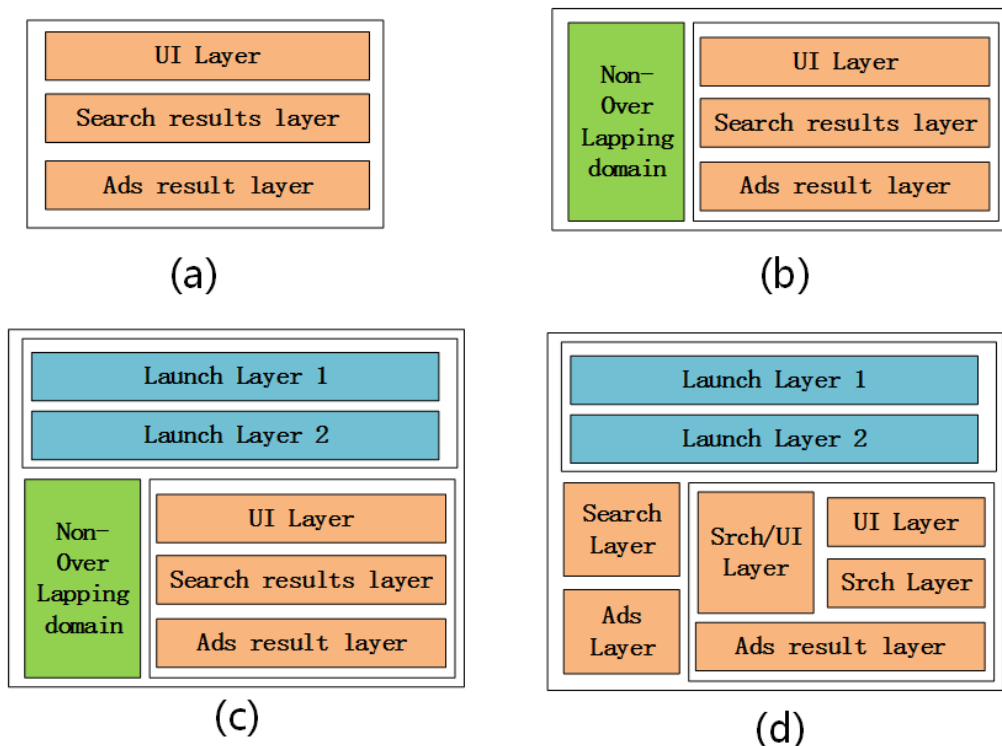 UI Layer
Search results layer
Ads result layer
(a)
Non-
Over
Lapping
domain
UI Layer
Search results layer
Ads result layer
(b)
Launch Layer 1
Launch Layer 2
Non-
Over
Lapping
domain
UI Layer
Search results layer
Ads result layer
(c)
Launch Layer 1
Launch Layer 2
Search
Layer
Ads
Layer
Srch/UI
Layer
UI Layer
Srch Layer
Ads result layer
(d)